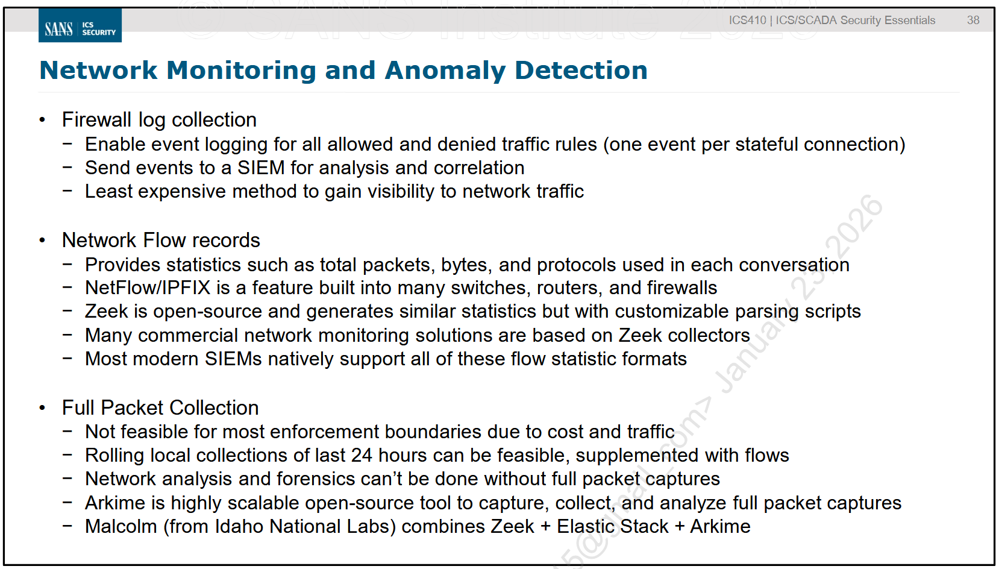 © SANS Institute 2026
SANS | ICS SECURITY
ICS410 | ICS/SCADA Security Essentials 38
Network Monitoring and Anomaly Detection
• Firewall log collection
− Enable event logging for all allowed and denied traffic rules (one event per stateful connection)
− Send events to a SIEM for analysis and correlation
− Least expensive method to gain visibility to network traffic
• Network Flow records
− Provides statistics such as total packets, bytes, and protocols used in each conversation
− NetFlow/IPFIX is a feature built into many switches, routers, and firewalls
− Zeek is open-source and generates similar statistics but with customizable parsing scripts
− Many commercial network monitoring solutions are based on Zeek collectors
− Most modern SIEMs natively support all of these flow statistic formats
• Full Packet Collection
− Not feasible for most enforcement boundaries due to cost and traffic
− Rolling local collections of last 24 hours can be feasible, supplemented with flows
− Network analysis and forensics can’t be done without full packet captures
− Arkime is highly scalable open-source tool to capture, collect, and analyze full packet captures
− Malcolm (from Idaho National Labs) combines Zeek + Elastic Stack + Arkime
5@gmail_com> January 23, 2026